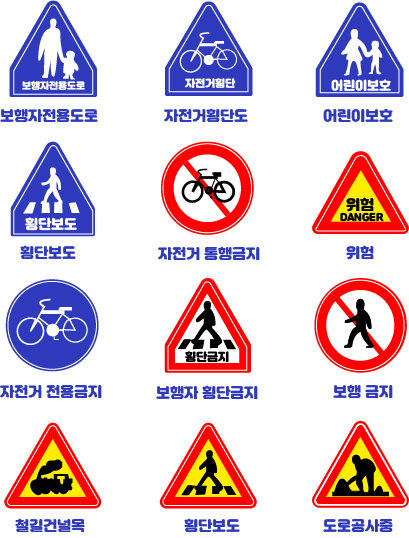 보행자전용도로
자전거횡단
어린이보호
보행자전용도로
자전거횡단도
어린이보호
횡단보도
위험
DANGER
횡단보도
자전거 통행금지
위험
횡단금지
자전거 전용금지
보행자 횡단금지
보행 금지
철길건널목
횡단보도
도로공사중